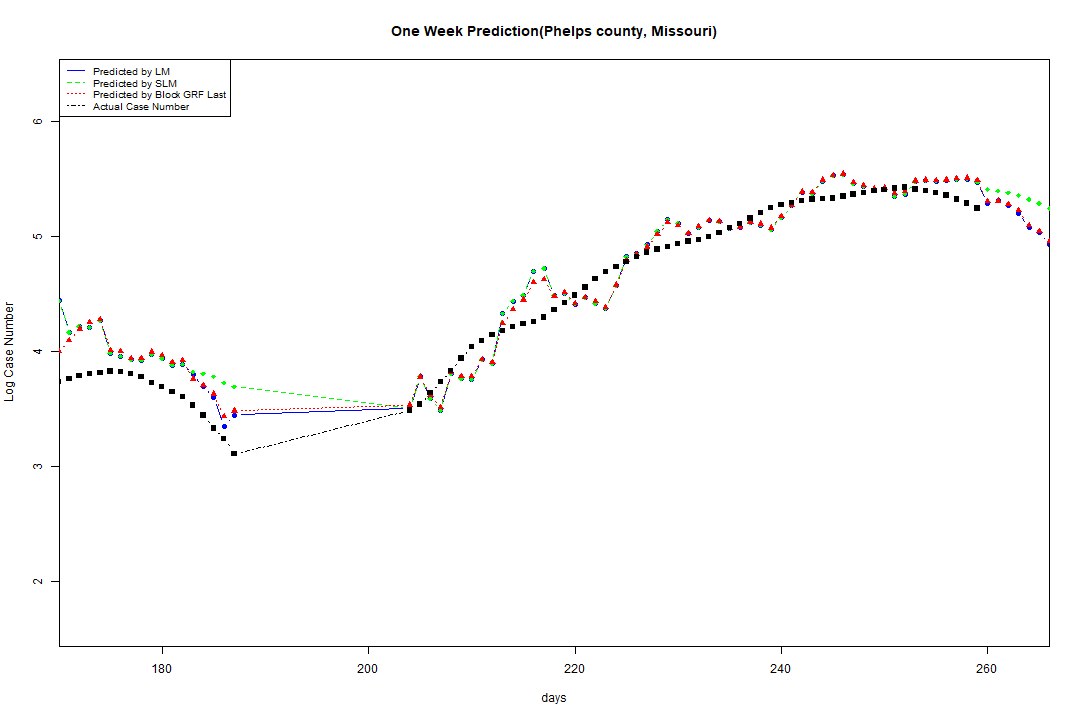 One Week Prediction(Phelps county, Missouri)
Predicted by LM
Predicted by SLM
Predicted by Block GRF Last
Actual Case Number
Log Case Number
6
5
4
3
2
180 200 220 240 260
days